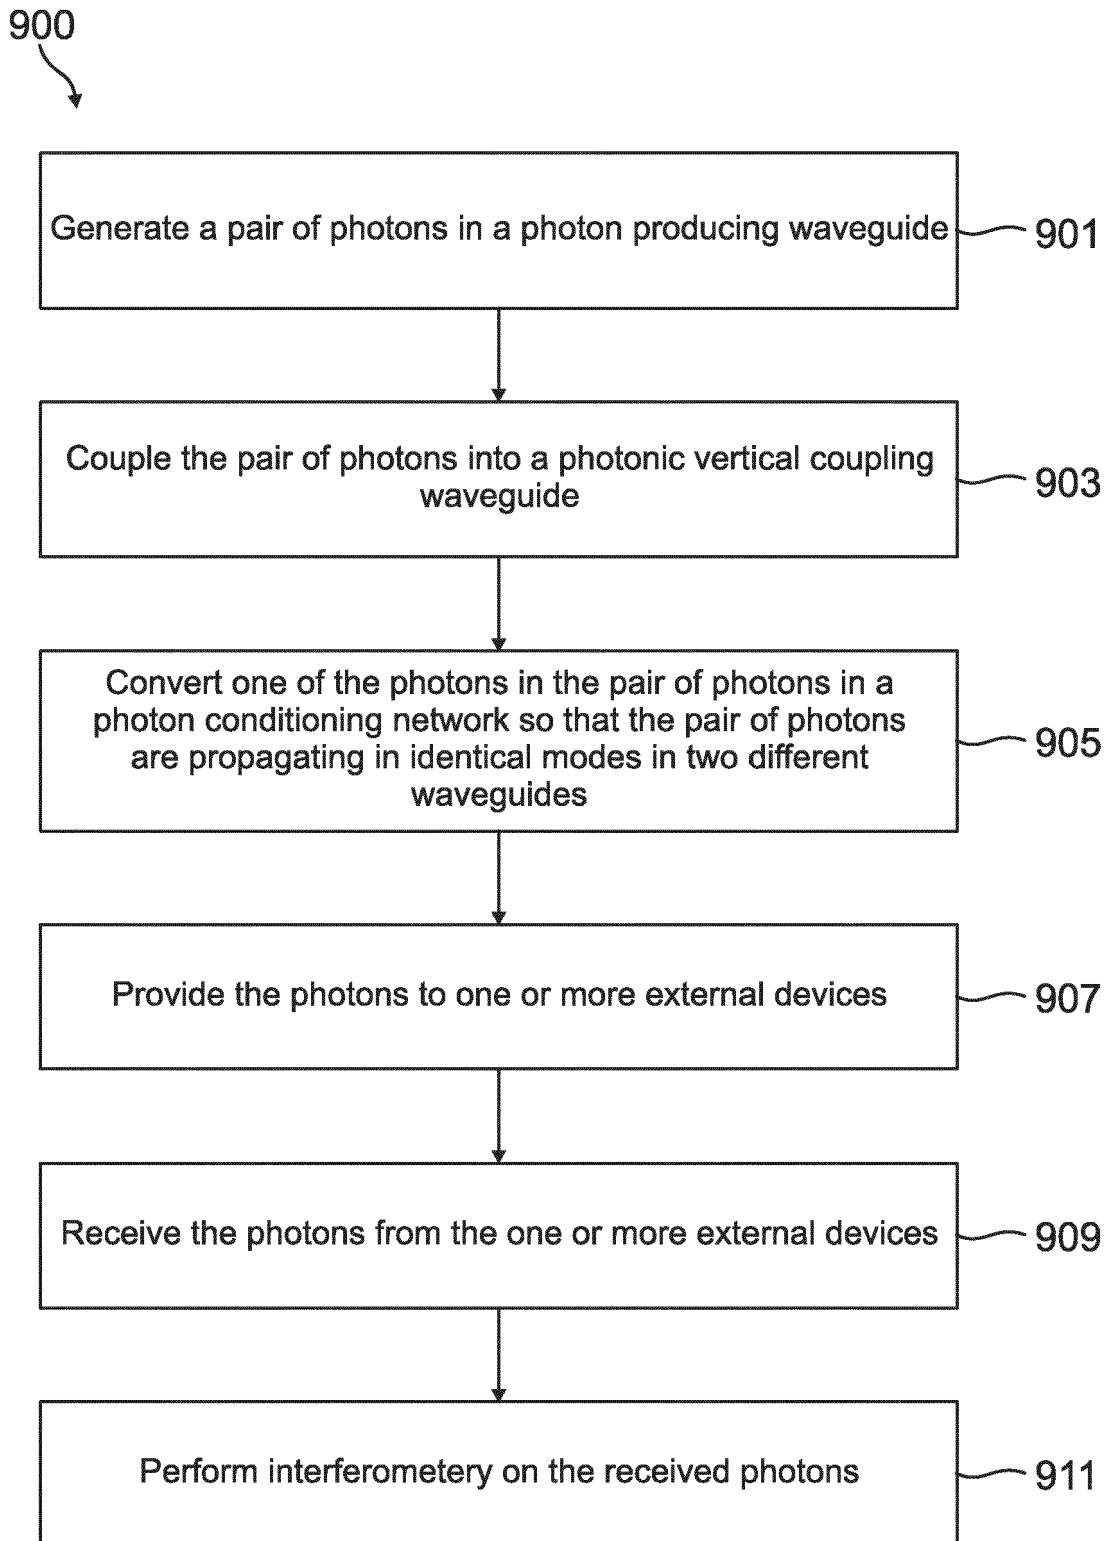 900
Generate a pair of photons in a photon producing waveguide
901
Couple the pair of photons into a photonic vertical coupling
waveguide
903
Convert one of the photons in the pair of photons in a
photon conditioning network so that the pair of photons
are propagating in identical modes in two different
waveguides
905
Provide the photons to one or more external devices
907
Receive the photons from the one or more external devices
909
Perform interferometery on the received photons
911